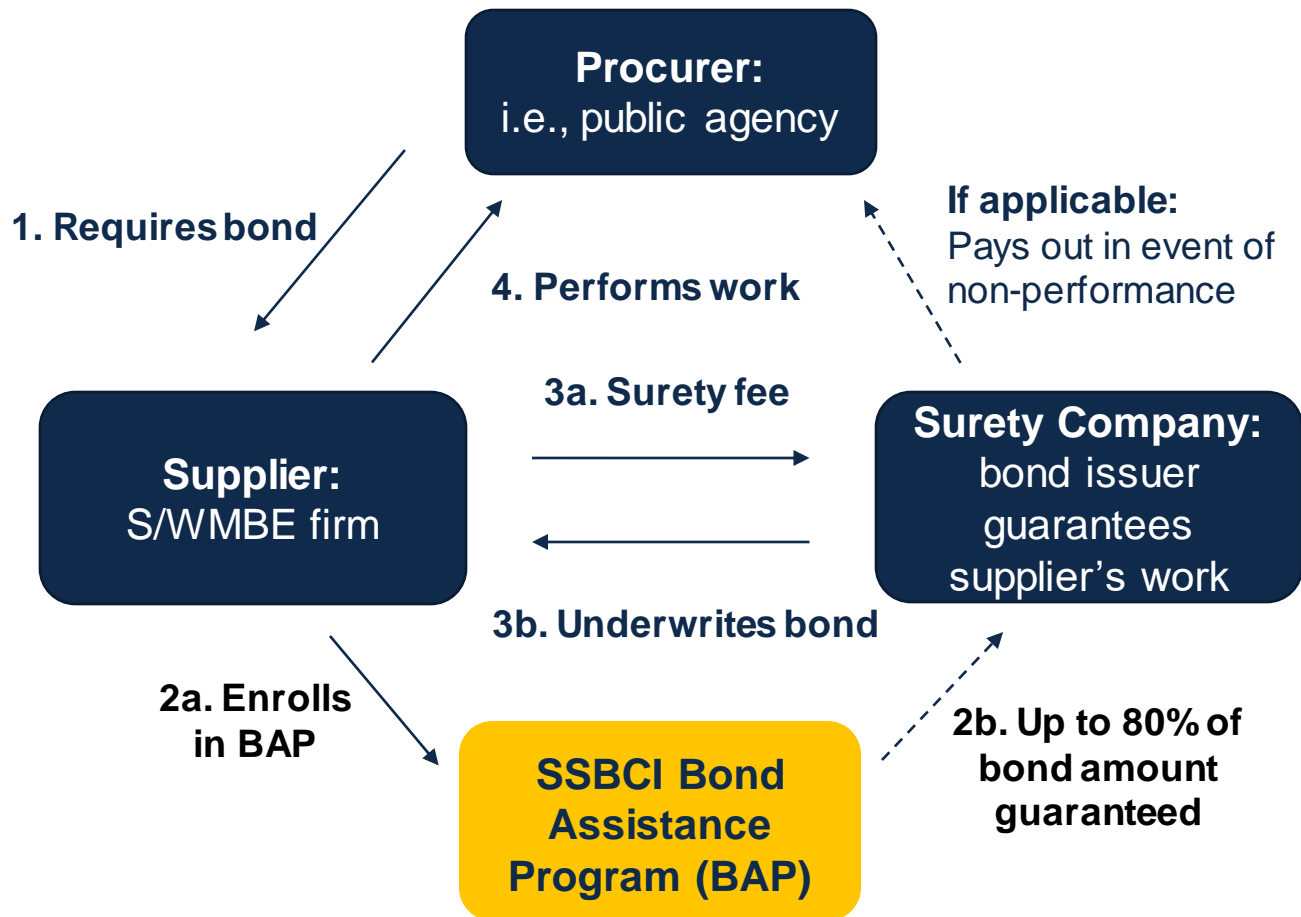 Procurer:
i.e., public agency
1. Requires bond
If applicable:
Pays out in event of
non-performance
4. Performs work
3a. Surety fee
Supplier:
S/WMBE firm
Surety Company:
bond issuer
guarantees
supplier’s work
3b. Underwrites bond
2a. Enrolls
in BAP
2b. Up to 80% of
bond amount
guaranteed
SSBCI Bond
Assistance
Program (BAP)